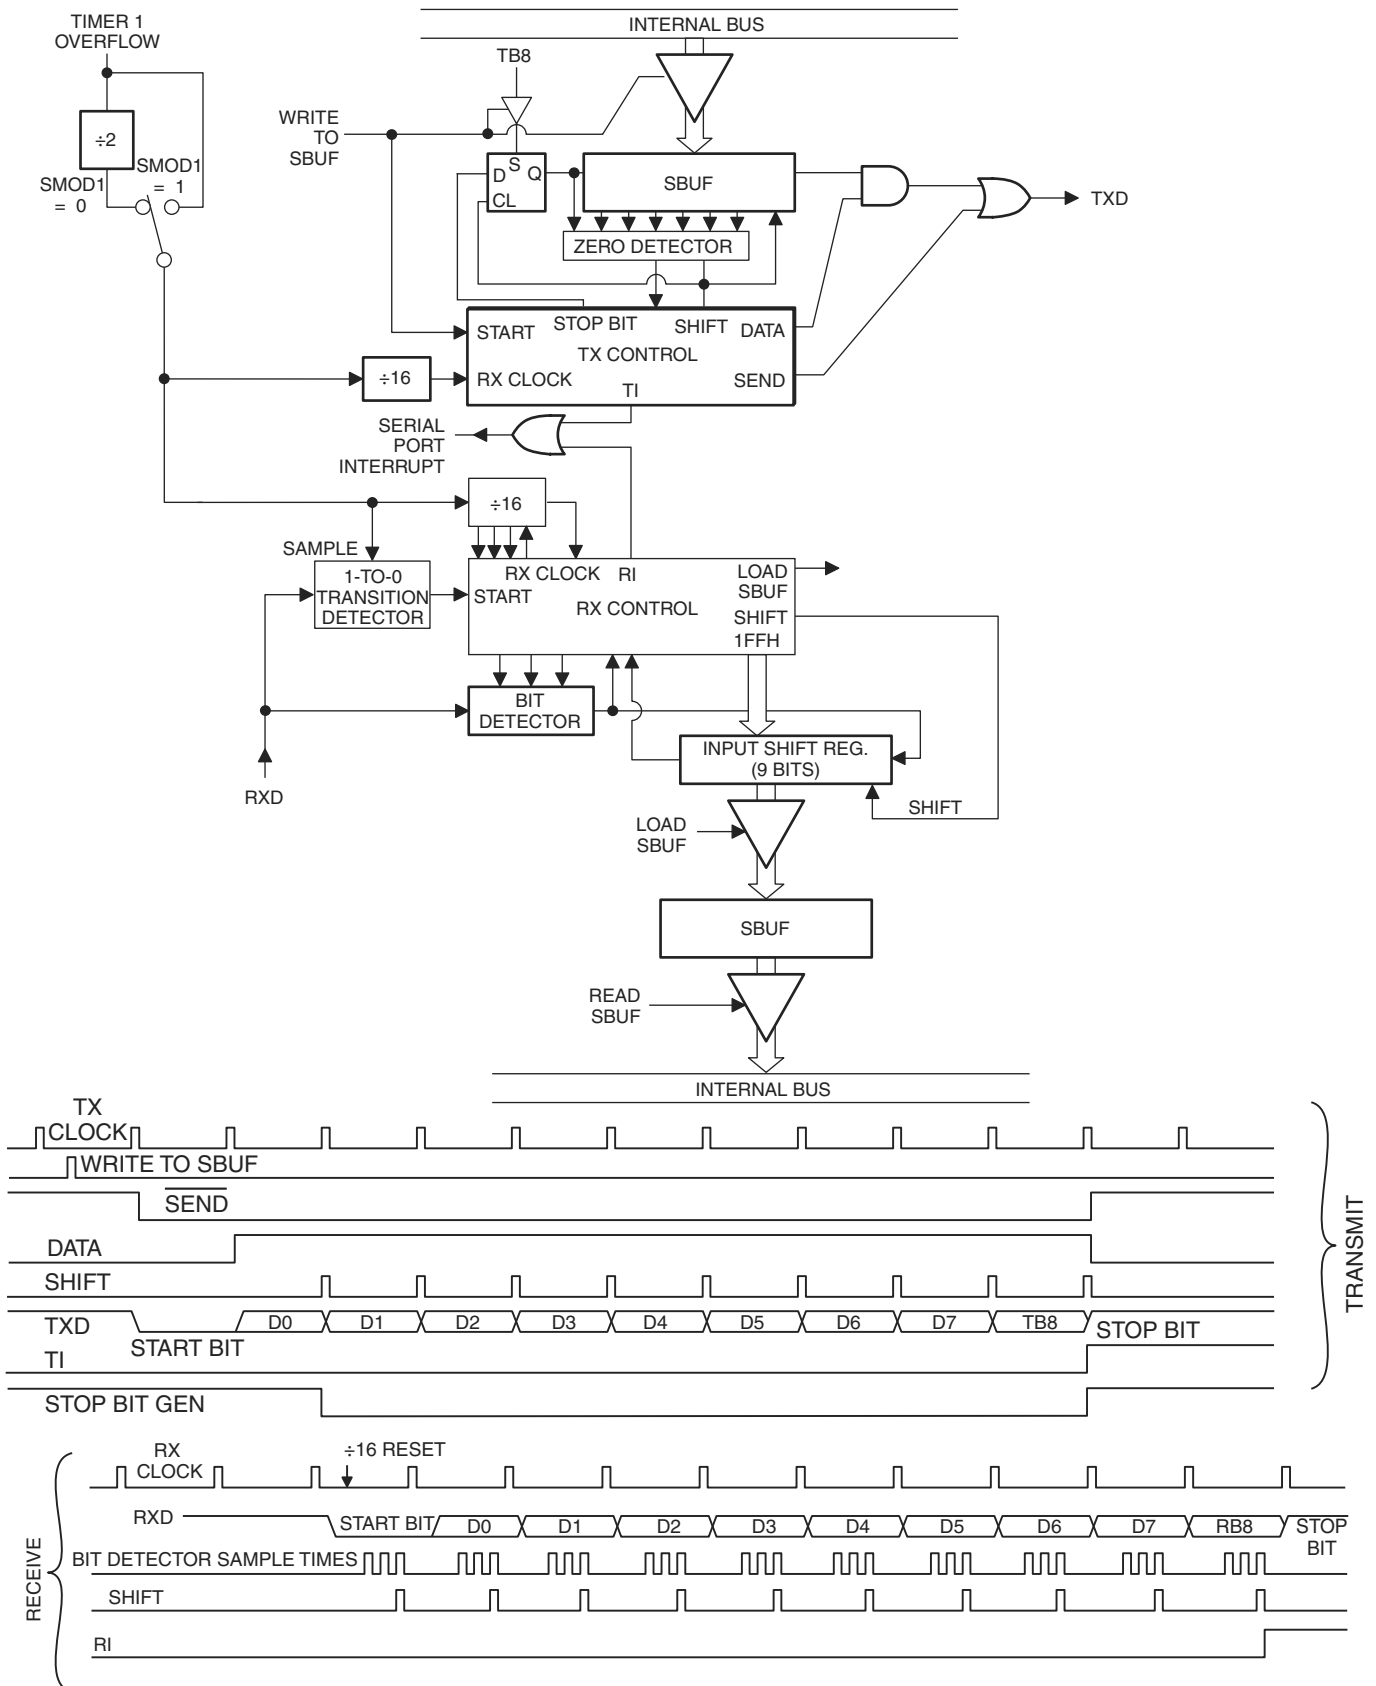 TIMER 1
OVERFLOW
÷2
SMOD1
= 1
SMOD1
= 0
INTERNAL BUS
TB8
WRITE
TO
SBUF
S
D
Q
CL
SBUF
TXD
ZERO DETECTOR
START
STOP BIT
SHIFT
DATA
TX CONTROL
÷16
RX CLOCK
TI
SEND
SERIAL
PORT
INTERRUPT
÷16
SAMPLE
1-TO-0
TRANSITION
DETECTOR
RX CLOCK
RI
LOAD
SBUF
START
RX CONTROL
SHIFT
1FFH
BIT
DETECTOR
INPUT SHIFT REG.
(9 BITS)
RXD
SHIFT
LOAD
SBUF
SBUF
READ
SBUF
INTERNAL BUS
TX
CLOCK
WRITE TO SBUF
SEND
DATA
SHIFT
TXD
START BIT
D0
D1
D2
D3
D4
D5
D6
D7
TB8
STOP BIT
TI
STOP BIT GEN
TRANSMIT
RX
CLOCK
÷16 RESET
RXD
START BIT
D0
D1
D2
D3
D4
D5
D6
D7
RB8
STOP
BIT
BIT DETECTOR SAMPLE TIMES
SHIFT
RI
RECEIVE